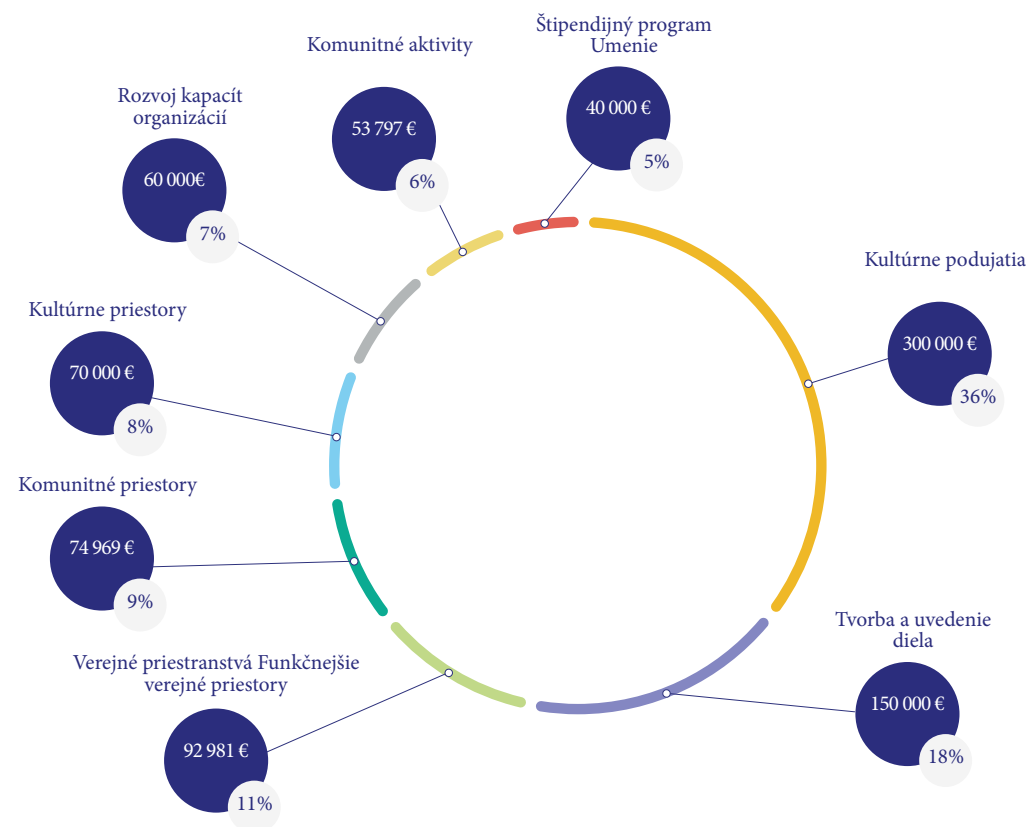 Štipendijný program
Umenie
40 000 €
5%
Komunitné aktivity
53 797 €
6%
Rozvoj kapacít
organizácií
60 000€
7%
Kultúrne podujatia
300 000 €
36%
Kultúrne priestory
70 000 €
8%
Komunitné priestory
74 969 €
9%
Tvorba a uvedenie
diela
150 000 €
18%
Verejné priestranstvá Funkčnejšie
verejné priestory
92 981 €
11%